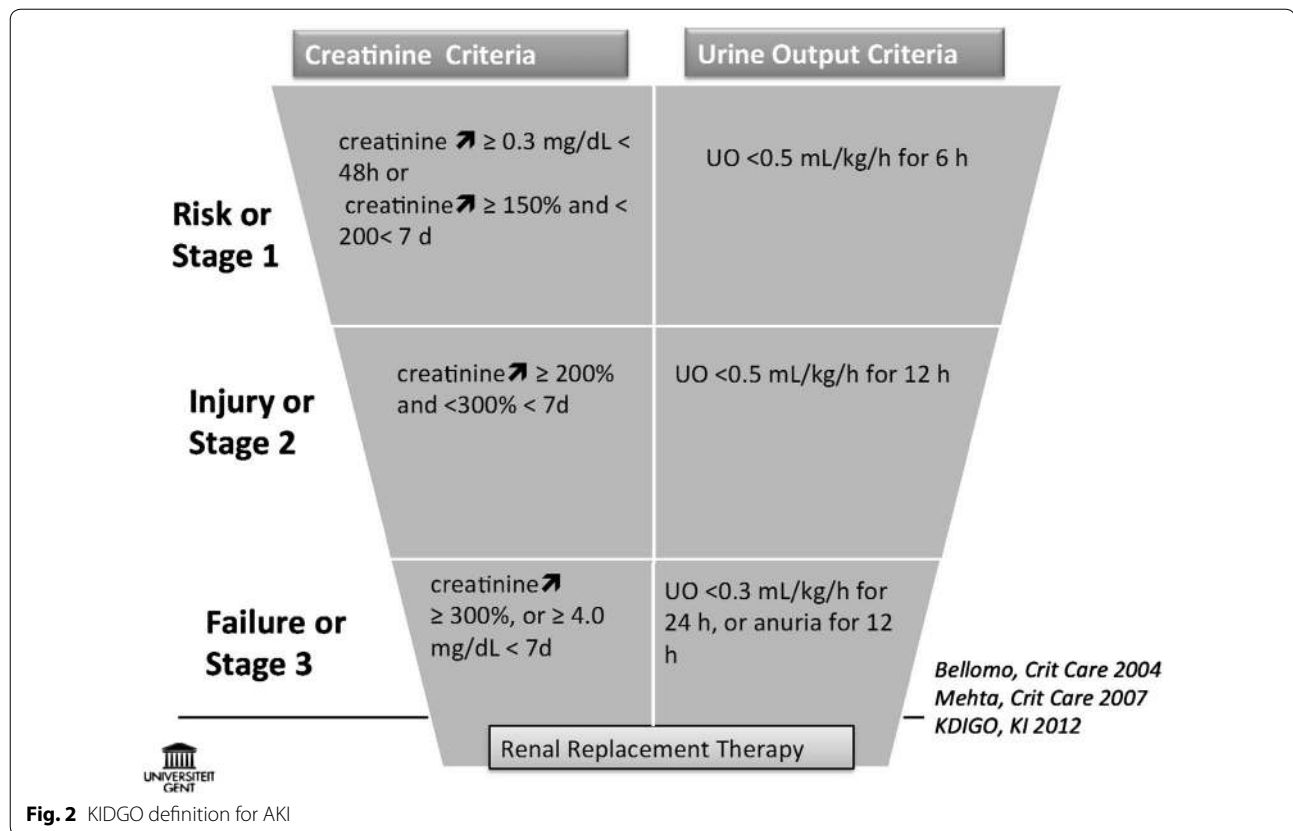 Creatinine Criteria
Urine Output Criteria
Risk or
Stage 1
creatinine ↗ ≥ 0.3 mg/dL <
48h or
creatinine↗ ≥ 150% and <
200< 7 d
UO <0.5 mL/kg/h for 6 h
Injury or
Stage 2
creatinine↗ ≥ 200%
and <300% < 7d
UO <0.5 mL/kg/h for 12 h
Failure or
Stage 3
creatinine↗
≥ 300%, or ≥ 4.0
mg/dL < 7d
UO <0.3 mL/kg/h for
24 h, or anuria for 12
h
Renal Replacement Therapy
Bellomo, Crit Care 2004
Mehta, Crit Care 2007
KDIGO, KI 2012
UNIVERSITEIT
GENT
Fig. 2 KIDGO definition for AKI